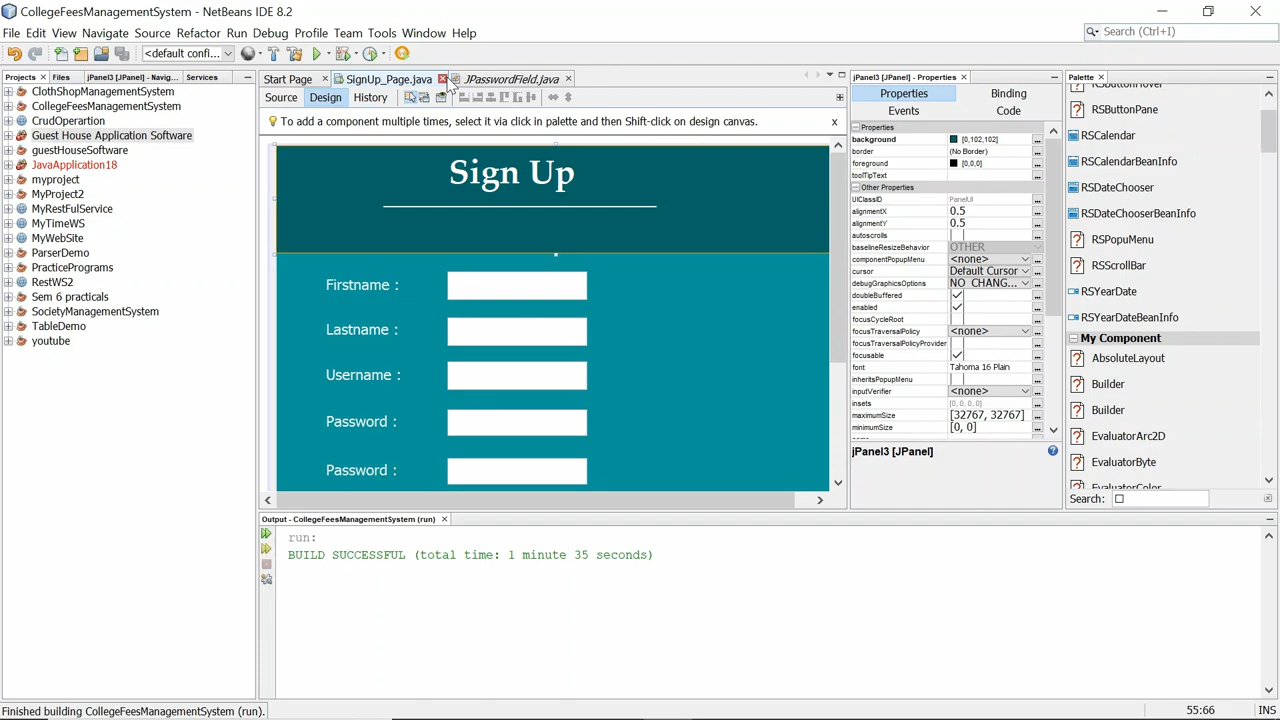 CollegeFeesManagementSystem - NetBeans IDE 8.2
File Edit View Navigate Source Refactor Run Debug Profile Team Tools Window Help
Search (Ctrl+I)
<default confi...
Projects Files jPanel3 [JPanel] - Navig... Services
Start Page SignUp_Page.java JPasswordField.java
jPanel3 [JPanel] - Properties
Palette
Source Design History
To add a component multiple times, select it via click in palette and then Shift-click on design canvas.
x
ClothShopManagementSystem
CollegeFeesManagementSystem
CrudOperartion
Guest House Application Software
guestHouseSoftware
JavaApplication18
myproject
MyProject2
MyRestFulService
MyTimeWS
MyWebSite
ParserDemo
PracticePrograms
RestWS2
Sem 6 practicals
SocietyManagementSystem
TableDemo
youtube
Sign Up
Firstname :
Lastname :
Username :
Password :
Password :
Properties Binding
Events Code
Properties
background [0,102,102]
border (No Border)
foreground [0,0,0]
toolTipText
Other Properties
UIClassID PanelUI
alignmentX 0.5
alignmentY 0.5
autoscrolls
baselineResizeBehavior OTHER
componentPopupMenu <none>
cursor Default Cursor
debugGraphicsOptions NO_CHANG...
doubleBuffered
enabled
focusCycleRoot
focusTraversalPolicy <none>
focusTraversalPolicyProvider
focusable
font Tahoma 16 Plain
inheritsPopupMenu
inputVerifier <none>
insets [0, 0, 0, 0]
maximumSize [32767, 32767]
minimumSize [0, 0]
jPanel3 [JPanel]
RSButtonHover
RSButtonPane
RSCalendar
RSCalendarBeanInfo
RSDateChooser
RSDateChooserBeanInfo
RSPopuMenu
RSScrollBar
RSYearDate
RSYearDateBeanInfo
My Component
AbsoluteLayout
Builder
Builder
EvaluatorArc2D
EvaluatorByte
EvaluatorColor
Search:
Output - CollegeFeesManagementSystem (run)
run:
BUILD SUCCESSFUL (total time: 1 minute 35 seconds)
Finished building CollegeFeesManagementSystem (run).
55:66 INS